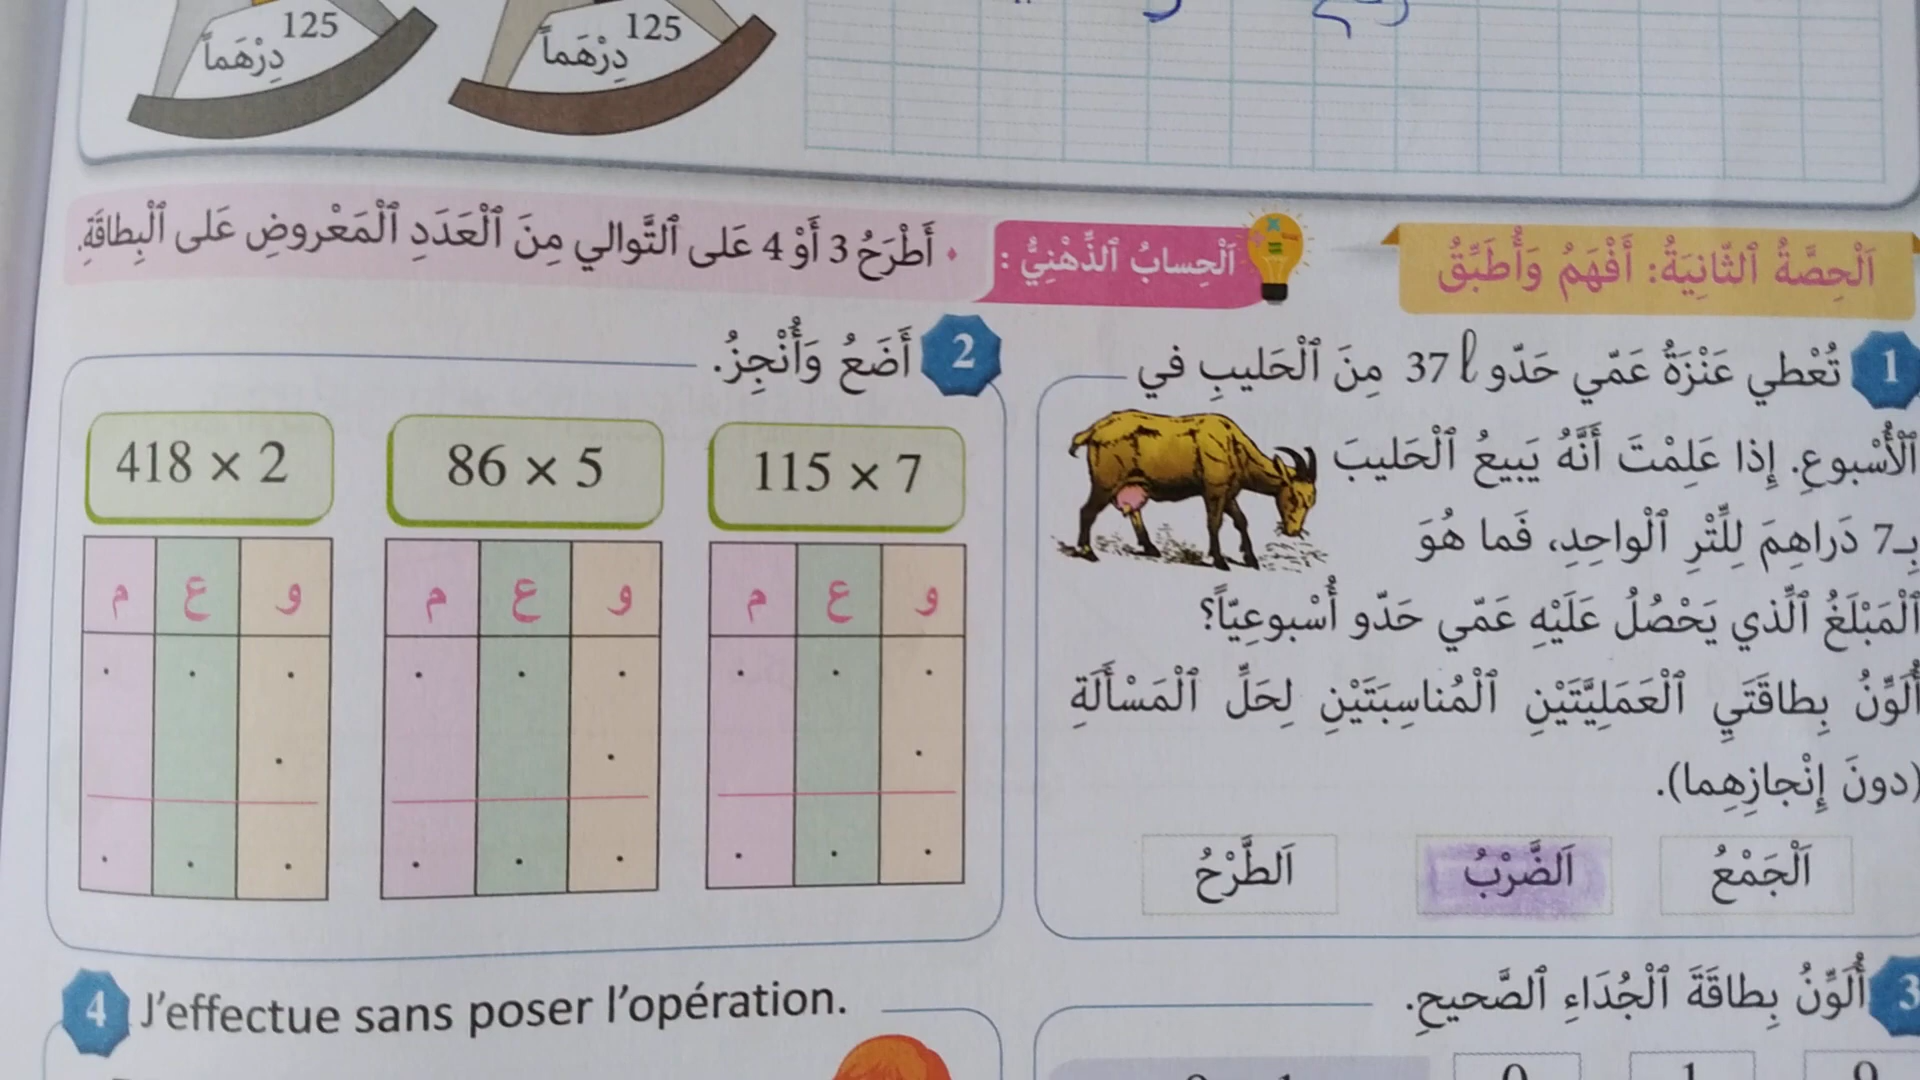 125 دِرْهَماً
125 دِرْهَماً
اَلْحِصَّةُ ٱلثّانِيَةُ: أَفْهَمُ وَأُطَبِّقُ
اَلْحِسابُ ٱلذِّهْنِيُّ :
• أَطْرَحُ 3 أَوْ 4 عَلى ٱلتَّوالي مِنَ ٱلْعَدَدِ ٱلْمَعْروضِ عَلى ٱلْبِطاقَةِ.
1 تُعْطي عَنْزَةُ عَمّي حَدّو 37 l مِنَ ٱلْحَليبِ في
ٱلْأُسْبوعِ. إِذا عَلِمْتَ أَنَّهُ يَبيعُ ٱلْحَليبَ
بِـ7 دَراهِمَ لِلِّتْرِ ٱلْواحِدِ، فَما هُوَ
ٱلْمَبْلَغُ ٱلَّذي يَحْصُلُ عَلَيْهِ عَمّي حَدّو أُسْبوعِيّاً؟
أُلَوِّنُ بِطاقَتَيِ ٱلْعَمَلِيَّتَيْنِ ٱلْمُناسِبَتَيْنِ لِحَلِّ ٱلْمَسْأَلَةِ
(دونَ إِنْجازِهِما).
اَلْجَمْعُ اَلضَّرْبُ اَلطَّرْحُ
2 أَضَعُ وَأُنْجِزُ.
418 × 2 86 × 5 115 × 7
م ع و م ع و م ع و
3 أُلَوِّنُ بِطاقَةَ ٱلْجُدَاءِ ٱلصَّحيحِ.
4 J’effectue sans poser l’opération.